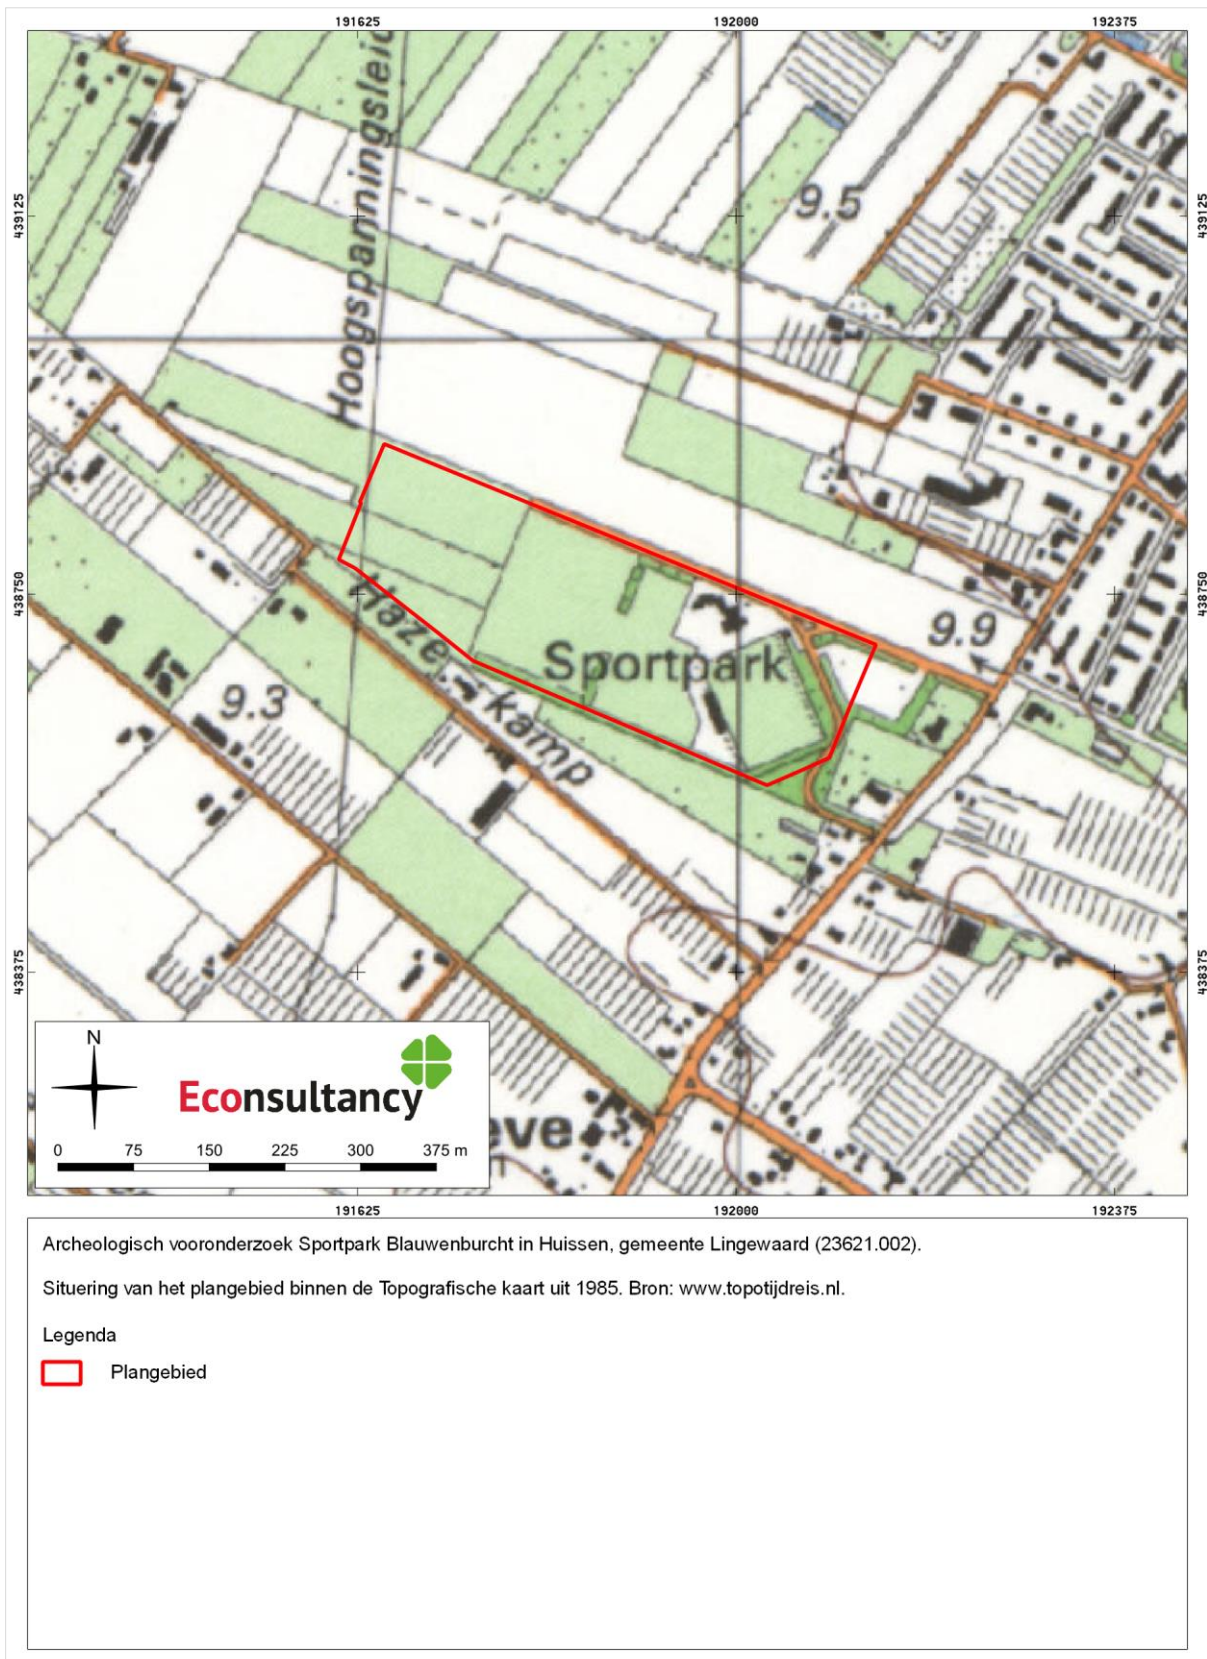 191625 192000 192375
Hoogspanningsleid
439125 439125
9.5
438750 438750
Haze kamp
Sportpark
9.9
9.3
438375 438375
N
Econsultancy
0 75 150 225 300 375 m
eve
191625 192000 192375
Archeologisch vooronderzoek Sportpark Blauwenburcht in Huissen, gemeente Lingewaard (23621.002).
Situering van het plangebied binnen de Topografische kaart uit 1985. Bron: www.topotijdreis.nl.
Legenda
Plangebied